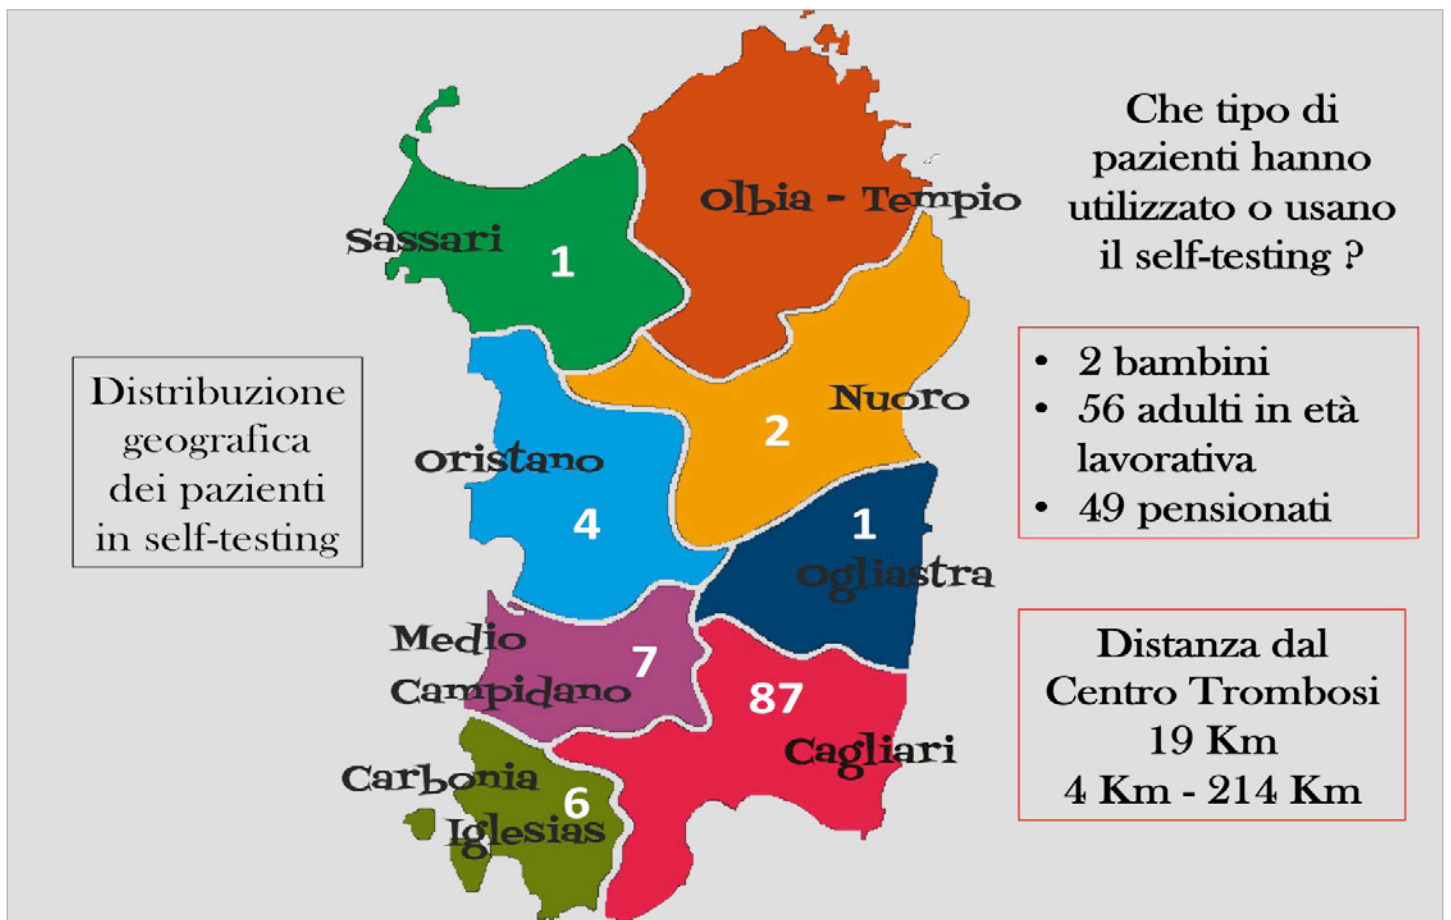 Che tipo di
pazienti hanno
utilizzato o usano
il self-testing ?
Olbia - Tempio
Sassari
1
Distribuzione
geografica
dei pazienti
in self-testing
• 2 bambini
• 56 adulti in età
lavorativa
• 49 pensionati
Nuoro
2
Oristano
4
1
Ogliastra
Medio
Campidano
7
87
Cagliari
Carbonia
Iglesias
6
Distanza dal
Centro Trombosi
19 Km
4 Km - 214 Km